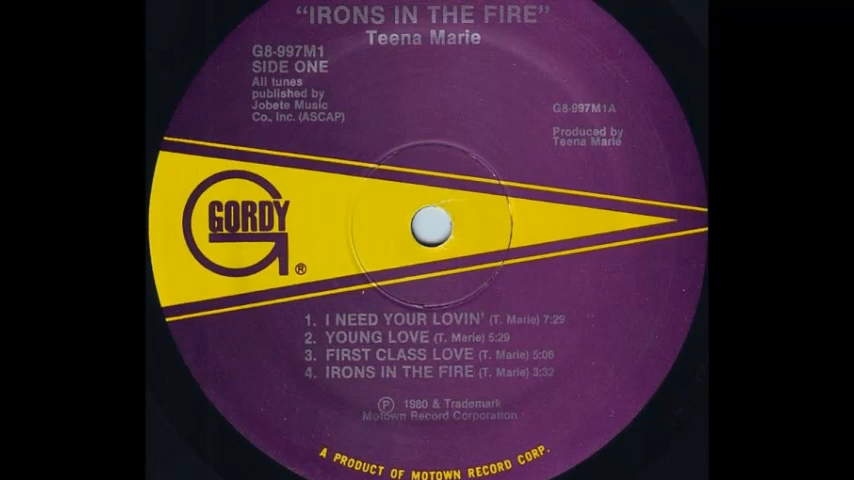 "IRONS IN THE FIRE"
Teena Marie
G8-997M1
SIDE ONE
All tunes
published by
Jobete Music
Co., Inc. (ASCAP)
G8-997M1A
Produced by
Teena Marie
GORDY
®
1. I NEED YOUR LOVIN' (T. Marie) 7:29
2. YOUNG LOVE (T. Marie) 5:29
3. FIRST CLASS LOVE (T. Marie) 5:06
4. IRONS IN THE FIRE (T. Marie) 3:32
Ⓟ 1980 & Trademark
Motown Record Corporation
A PRODUCT OF MOTOWN RECORD CORP.